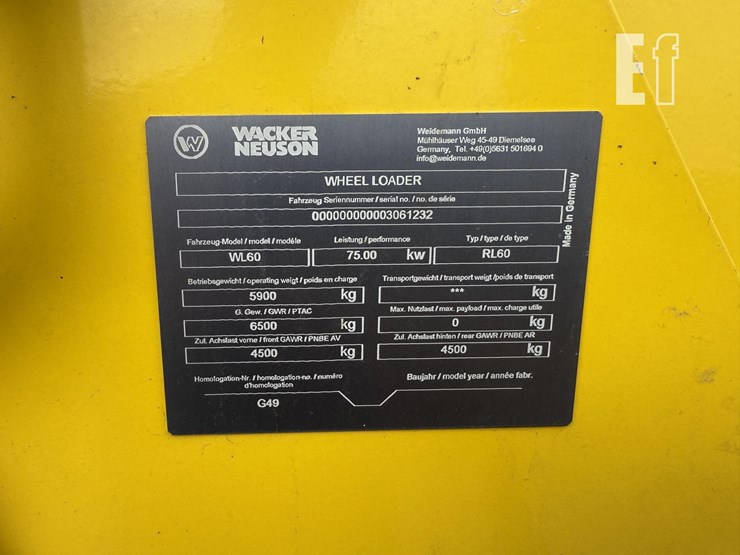 Ef
W
WACKER
NEUSON
Weidemann GmbH
Mühlhäuser Weg 45-49 Diemelsee
Germany, Tel. +49(0)5631 501694 0
info@weidemann.de
WHEEL LOADER
Fahrzeug Seriennummer / serial no. / no. de série
000000000003061232
Made in Germany
Fahrzeug-Model / model / modéle
Leistung / performance
Typ / type / de type
WL60
75.00 kw
RL60
Betriebsgewicht / operating weigt / poids en charge
Transportgewicht / transport weigt /poids de transport
5900 kg
*** kg
G. Gew. / GWR / PTAC
Max. Nutzlast / max. payload / max. charge utile
6500 kg
0 kg
Zul. Achslast vorne / front GAWR / PNBE AV
Zul. Achslast hinten / rear GAWR / PNBE AR
4500 kg
4500 kg
Homologation-Nr. / homologation-no. / numéro
d'homologation
Baujahr / model year / année fabr.
G49